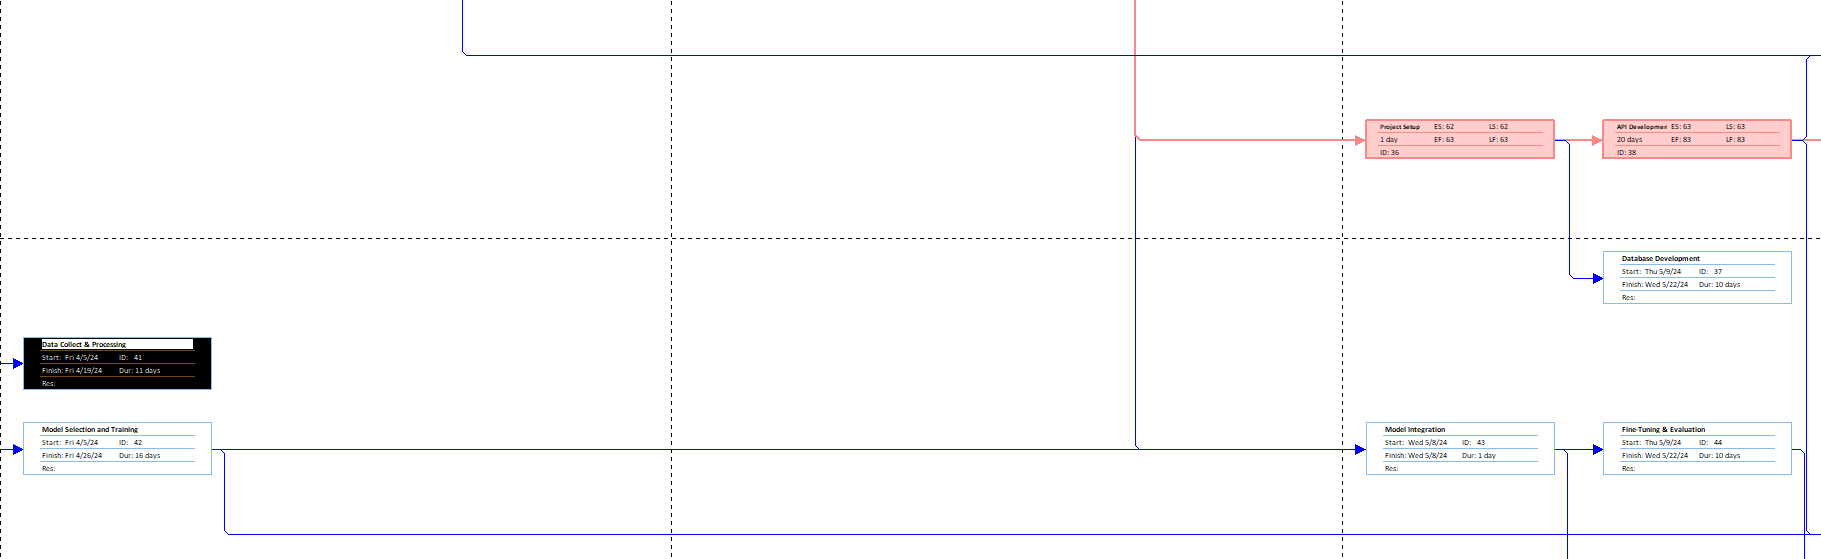 Project Setup ES: 62 LS: 62
1 day EF: 63 LF: 63
ID: 36
API Developmen ES: 63 LS: 63
20 days EF: 83 LF: 83
ID: 38
Database Development
Start: Thu 5/9/24 ID: 37
Finish: Wed 5/22/24 Dur: 10 days
Res:
Data Collect & Processing
Start: Fri 4/5/24 ID: 41
Finish: Fri 4/19/24 Dur: 11 days
Res:
Model Selection and Training
Start: Fri 4/5/24 ID: 42
Finish: Fri 4/26/24 Dur: 16 days
Res:
Model Integration
Start: Wed 5/8/24 ID: 43
Finish: Wed 5/8/24 Dur: 1 day
Res:
Fine-Tuning & Evaluation
Start: Thu 5/9/24 ID: 44
Finish: Wed 5/22/24 Dur: 10 days
Res: